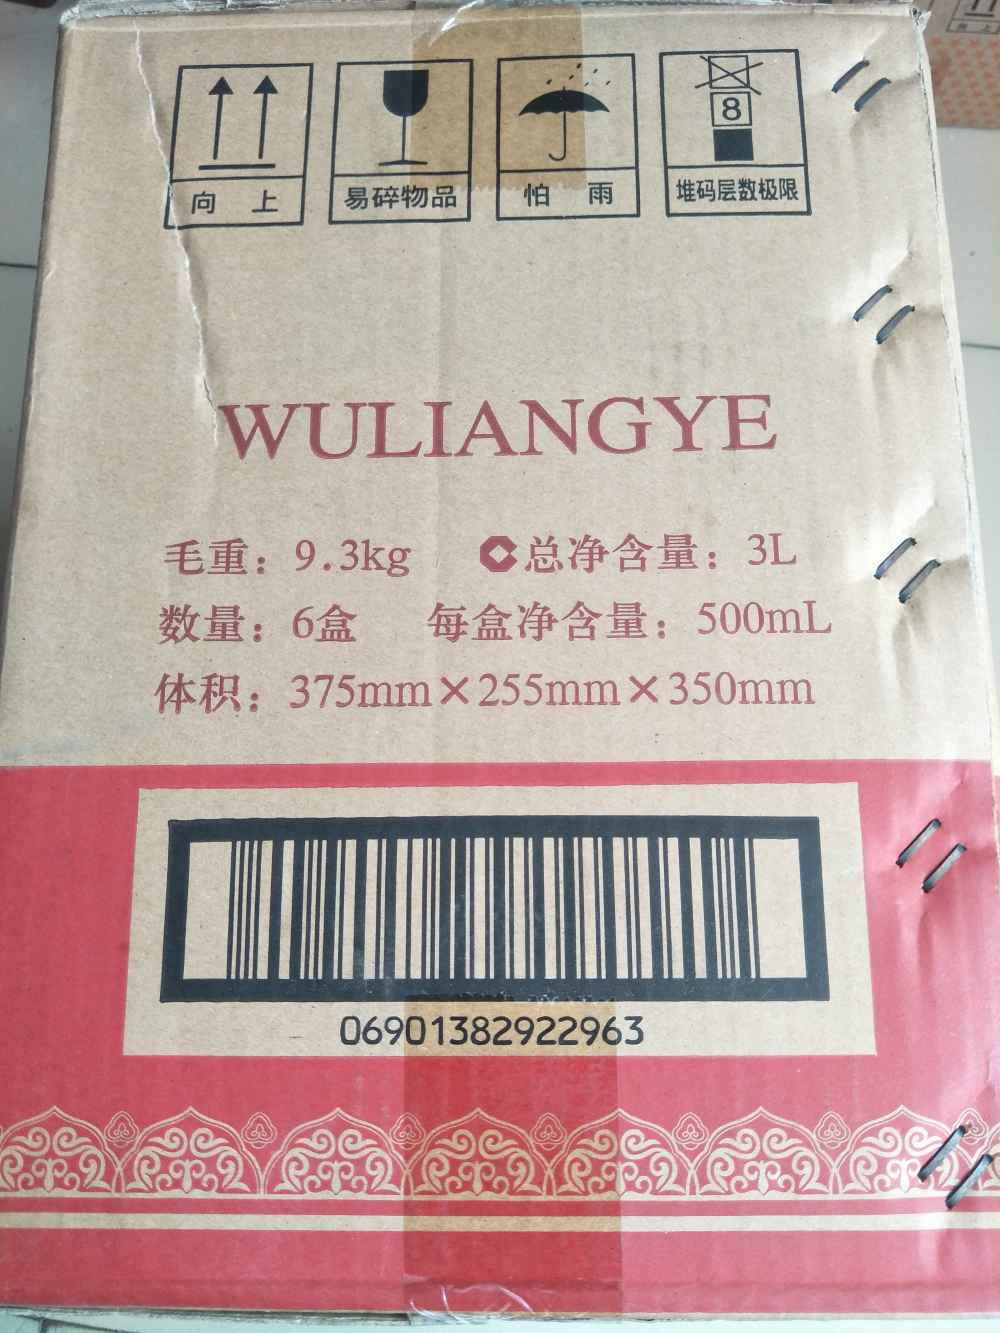 8
向上 易碎物品 怕雨 堆码层数极限
WULIANGYE
毛重：9.3kg 总净含量：3L
数量：6盒 每盒净含量：500mL
体积：375mm×255mm×350mm
06901382922963